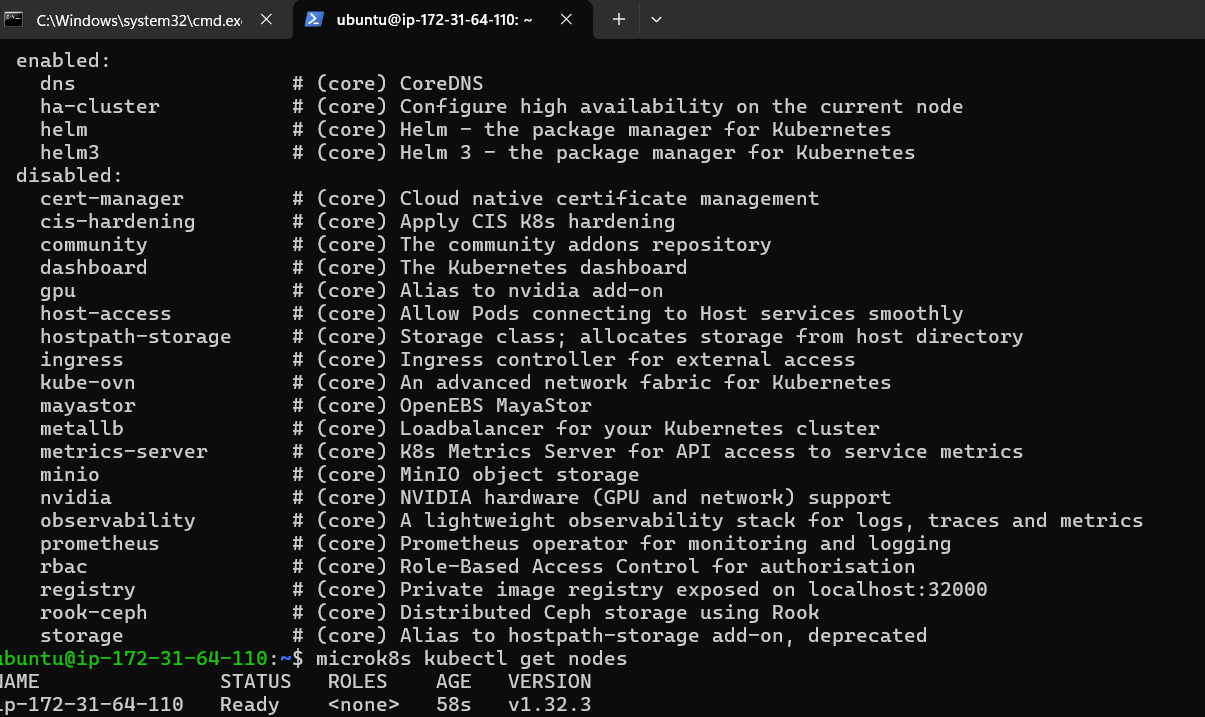 C:\Windows\system32\cmd.exe
ubuntu@ip-172-31-64-110: ~
enabled:
dns # (core) CoreDNS
ha-cluster # (core) Configure high availability on the current node
helm # (core) Helm - the package manager for Kubernetes
helm3 # (core) Helm 3 - the package manager for Kubernetes
disabled:
cert-manager # (core) Cloud native certificate management
cis-hardening # (core) Apply CIS K8s hardening
community # (core) The community addons repository
dashboard # (core) The Kubernetes dashboard
gpu # (core) Alias to nvidia add-on
host-access # (core) Allow Pods connecting to Host services smoothly
hostpath-storage # (core) Storage class; allocates storage from host directory
ingress # (core) Ingress controller for external access
kube-ovn # (core) An advanced network fabric for Kubernetes
mayastor # (core) OpenEBS MayaStor
metallb # (core) Loadbalancer for your Kubernetes cluster
metrics-server # (core) K8s Metrics Server for API access to service metrics
minio # (core) MinIO object storage
nvidia # (core) NVIDIA hardware (GPU and network) support
observability # (core) A lightweight observability stack for logs, traces and metrics
prometheus # (core) Prometheus operator for monitoring and logging
rbac # (core) Role-Based Access Control for authorisation
registry # (core) Private image registry exposed on localhost:32000
rook-ceph # (core) Distributed Ceph storage using Rook
storage # (core) Alias to hostpath-storage add-on, deprecated
ubuntu@ip-172-31-64-110:~$ microk8s kubectl get nodes
NAME STATUS ROLES AGE VERSION
ip-172-31-64-110 Ready <none> 58s v1.32.3